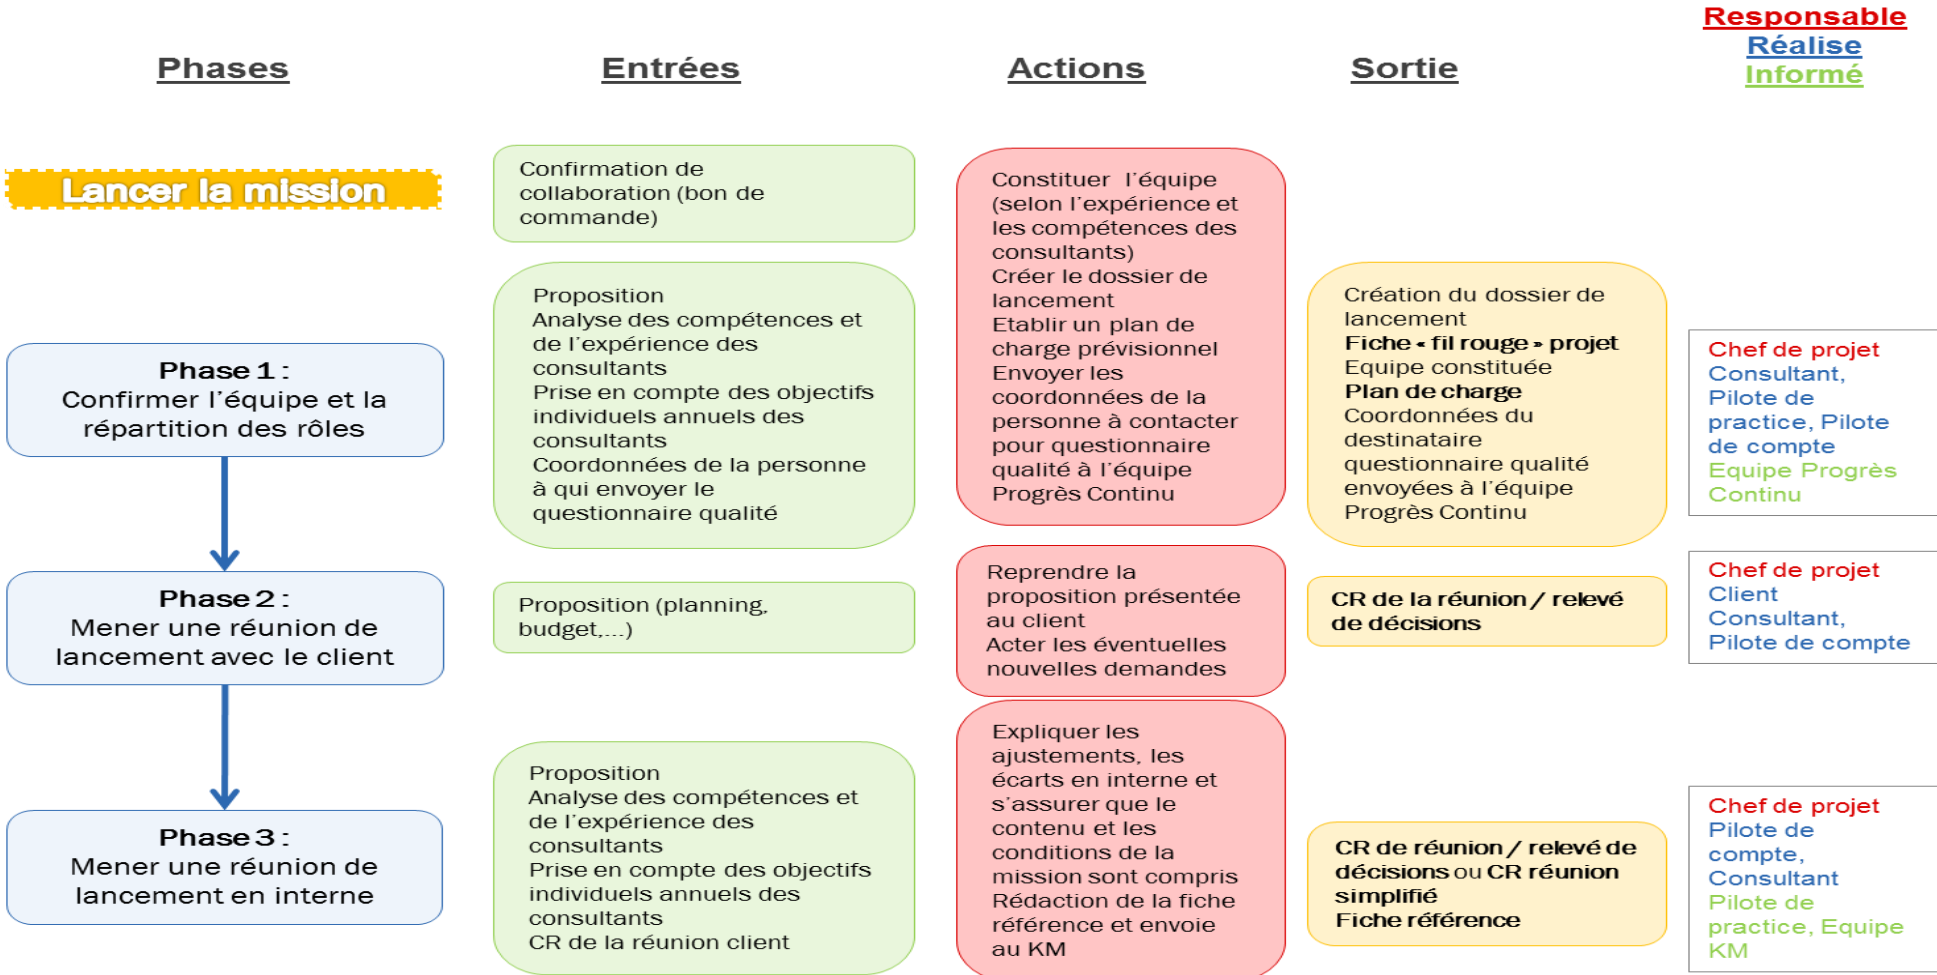 Responsable
Réalise
Informé
Phases
Entrées
Actions
Sortie
Lancer la mission
Confirmation de
collaboration (bon de
commande)
Phase 1 :
Confirmer l'équipe et la
répartition des rôles
Proposition
Analyse des compétences et
de l'expérience des
consultants
Prise en compte des objectifs
individuels annuels des
consultants
Coordonnées de la personne
à qui envoyer le
questionnaire qualité
Constituer l'équipe
(selon l'expérience et
les compétences des
consultants)
Créer le dossier de
lancement
Etablir un plan de
charge prévisionnel
Envoyer les
coordonnées de la
personne à contacter
pour questionnaire
qualité à l'équipe
Progrès Continu
Création du dossier de
lancement
Fiche « fil rouge » projet
Equipe constituée
Plan de charge
Coordonnées du
destinataire
questionnaire qualité
envoyées à l'équipe
Progrès Continu
Chef de projet
Consultant,
Pilote de
practice, Pilote
de compte
Equipe Progrès
Continu
Phase 2 :
Mener une réunion de
lancement avec le client
Proposition (planning,
budget,...)
Reprendre la
proposition présentée
au client
Acter les éventuelles
nouvelles demandes
CR de la réunion / relevé
de décisions
Chef de projet
Client
Consultant,
Pilote de compte
Phase 3 :
Mener une réunion de
lancement en interne
Proposition
Analyse des compétences et
de l'expérience des
consultants
Prise en compte des objectifs
individuels annuels des
consultants
CR de la réunion client
Expliquer les
ajustements, les
écarts en interne et
s'assurer que le
contenu et les
conditions de la
mission sont compris
Rédaction de la fiche
référence et envoie
au KM
CR de réunion / relevé de
décisions ou CR réunion
simplifié
Fiche référence
Chef de projet
Pilote de
compte,
Consultant
Pilote de
practice, Equipe
KM